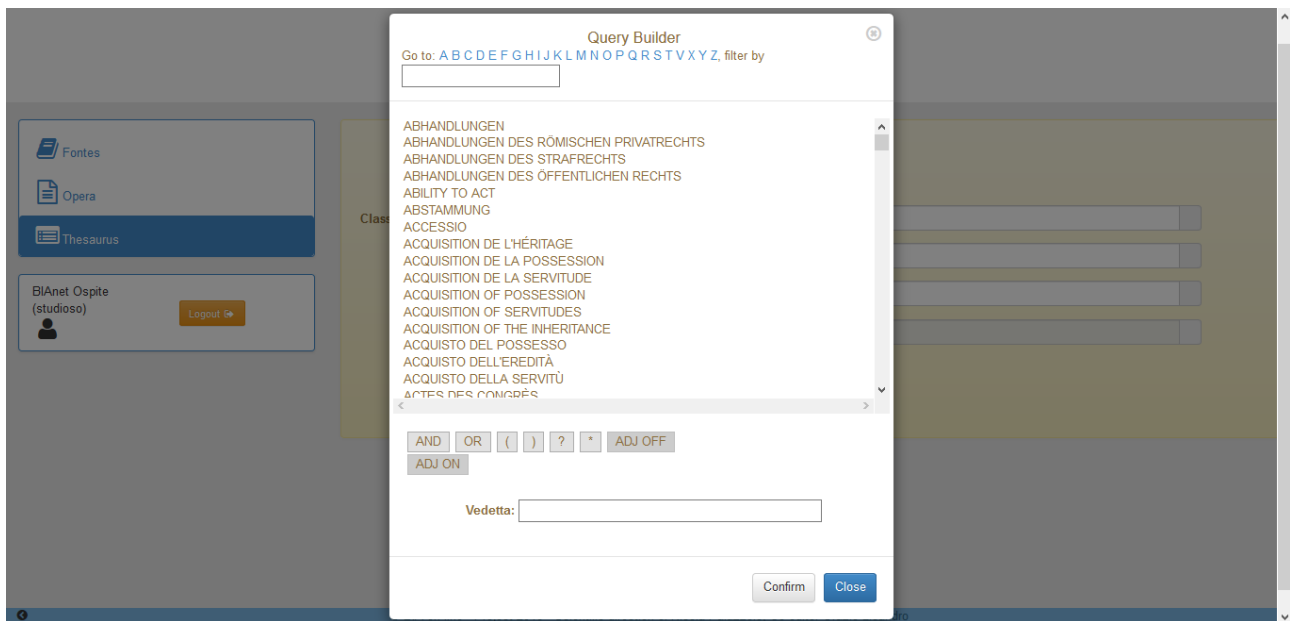 Query Builder
Go to: A B C D E F G H I J K L M N O P Q R S T V X Y Z, filter by
ABHANDLUNGEN
ABHANDLUNGEN DES RÖMISCHEN PRIVATRECHTS
ABHANDLUNGEN DES STRAFRECHTS
ABHANDLUNGEN DES ÖFFENTLICHEN RECHTS
ABILITY TO ACT
ABSTAMMUNG
ACCESSIO
ACQUISITION DE L'HÉRITAGE
ACQUISITION DE LA POSSESSION
ACQUISITION DE LA SERVITUDE
ACQUISITION OF POSSESSION
ACQUISITION OF SERVITUDES
ACQUISITION OF THE INHERITANCE
ACQUISTO DEL POSSESSO
ACQUISTO DELL'EREDITÀ
ACQUISTO DELLA SERVITÙ
ACTES DES CONGRÈS
AND OR ( ) ? * ADJ OFF
ADJ ON
Vedetta:
Confirm Close
Fontes
Opera
Thesaurus
BIAnet Ospite
(studioso)
Logout
Class